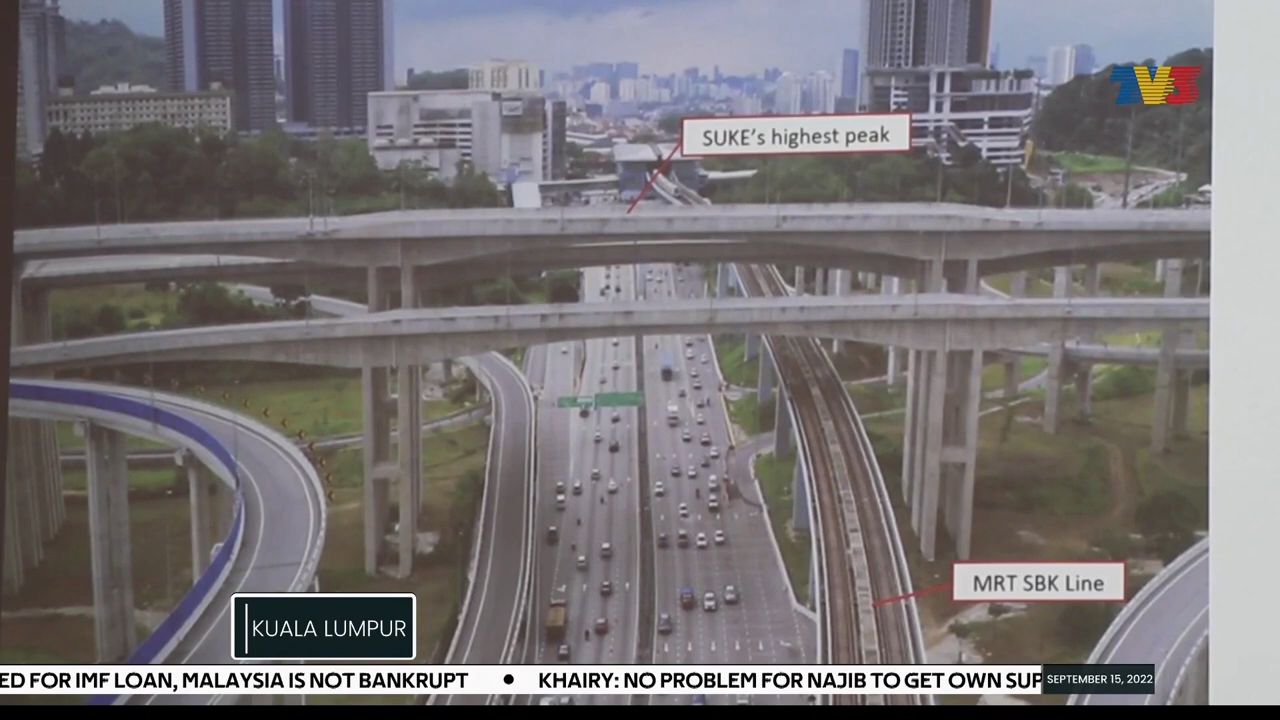 TV3
SUKE's highest peak
MRT SBK Line
KUALA LUMPUR
ED FOR IMF LOAN, MALAYSIA IS NOT BANKRUPT • KHAIRY: NO PROBLEM FOR NAJIB TO GET OWN SUP
SEPTEMBER 15, 2022